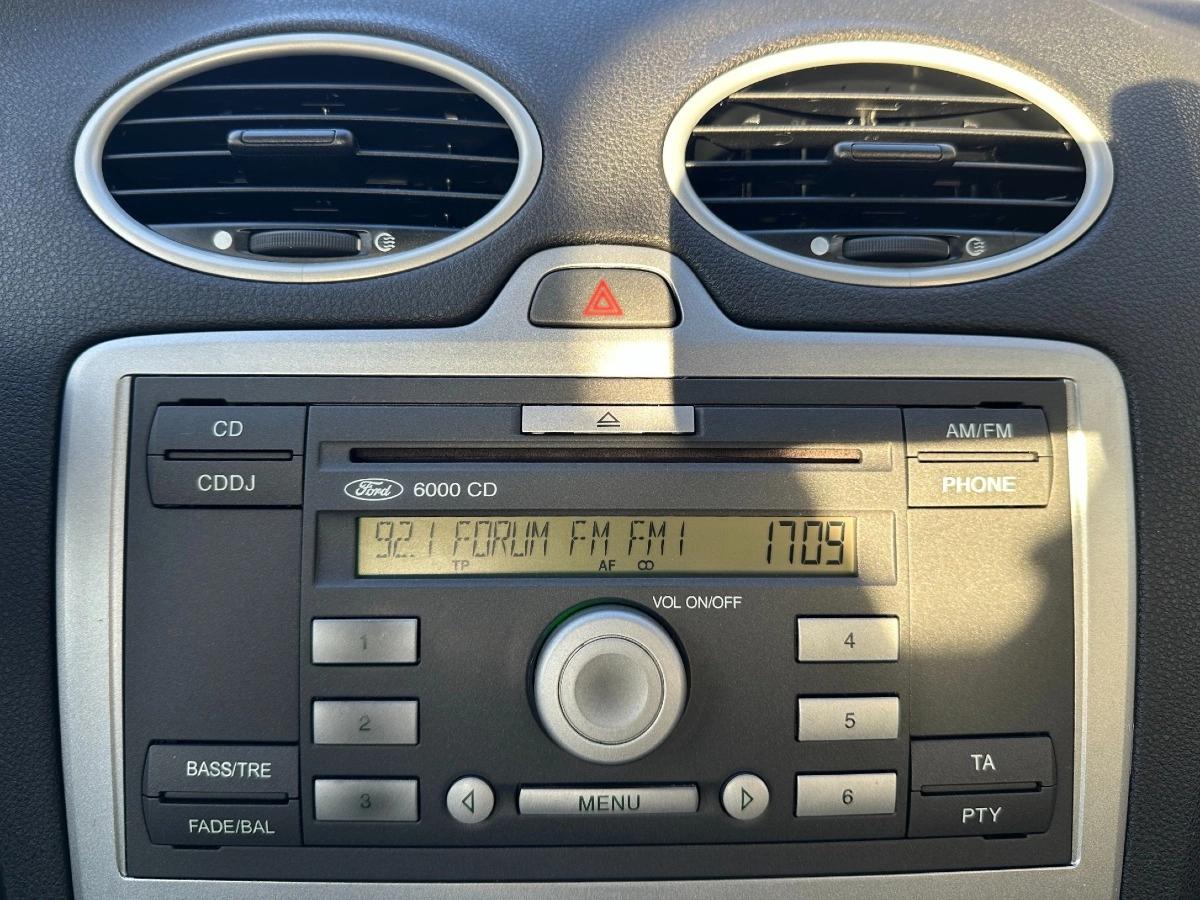 CD
CDDJ
AM/FM
PHONE
Ford 6000 CD
92.1 FORUM FM FM1 1709
TP AF
VOL ON/OFF
1
2
3
4
5
6
BASS/TRE
FADE/BAL
MENU
TA
PTY